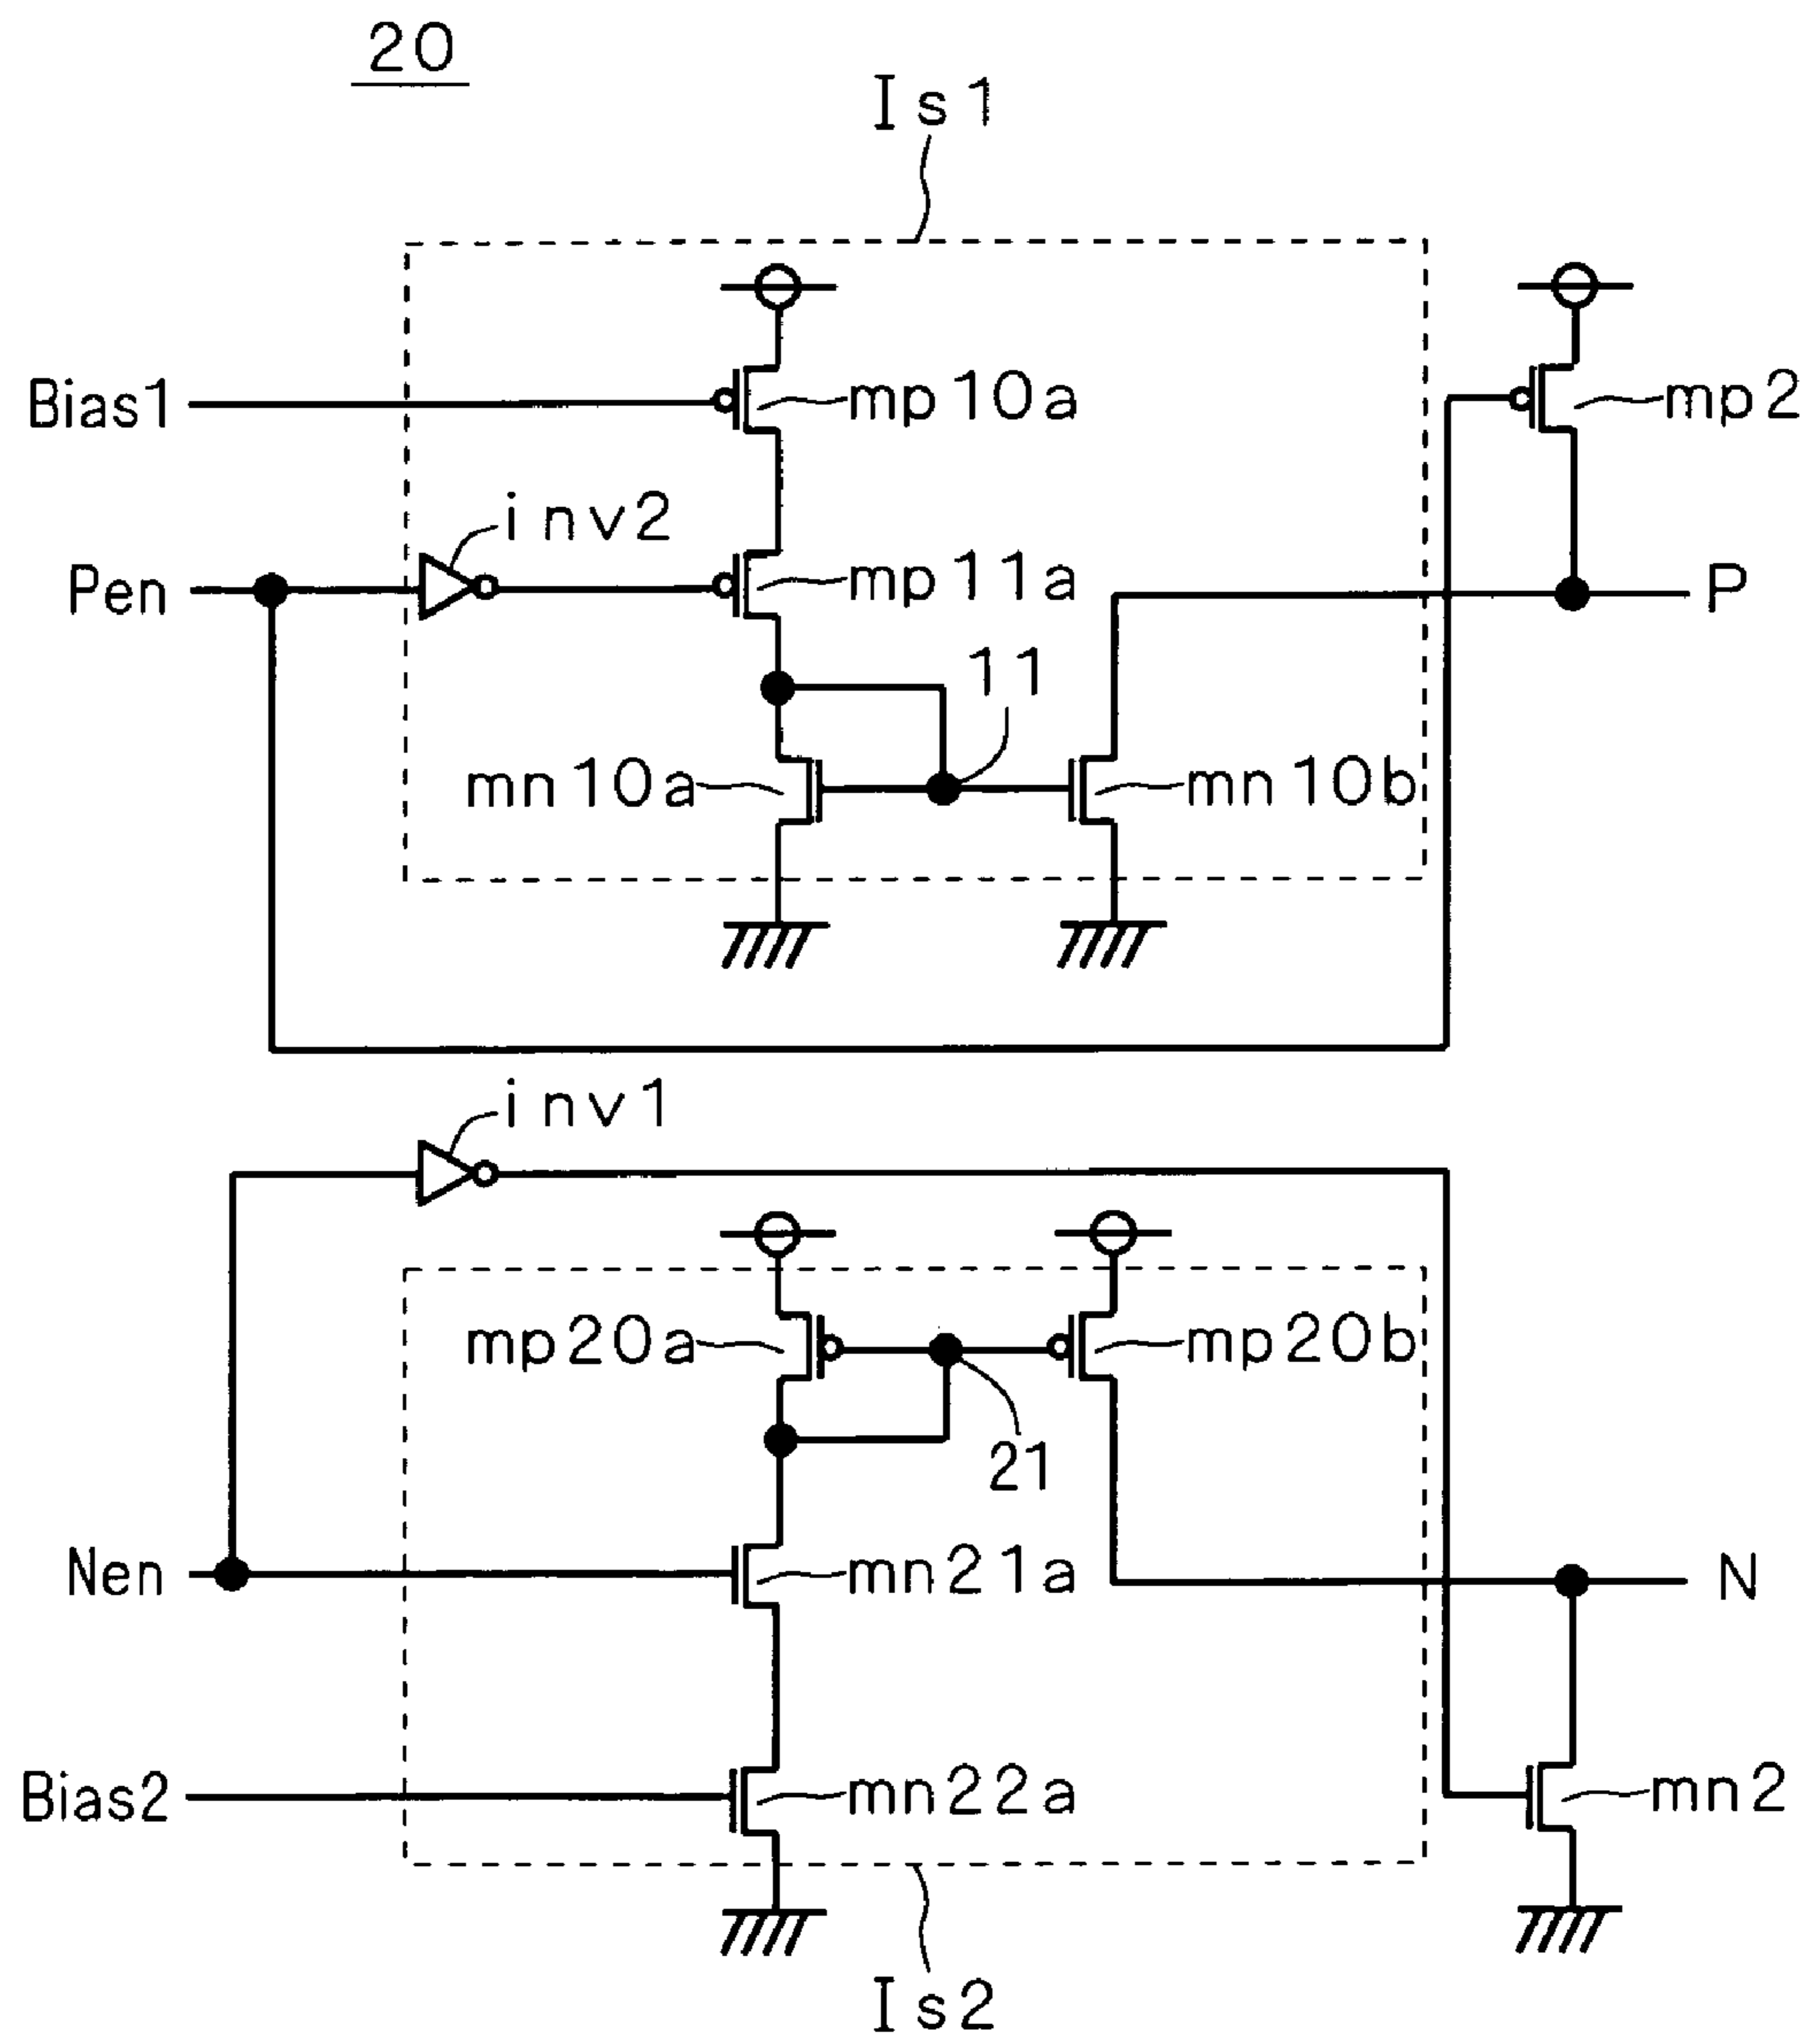 20
Is1
Bias1
mp10a
mp2
inv2
Pen
mp11a
P
11
mn10a
mn10b
inv1
mp20a
mp20b
21
Nen
mn21a
N
Bias2
mn22a
mn2
Is2